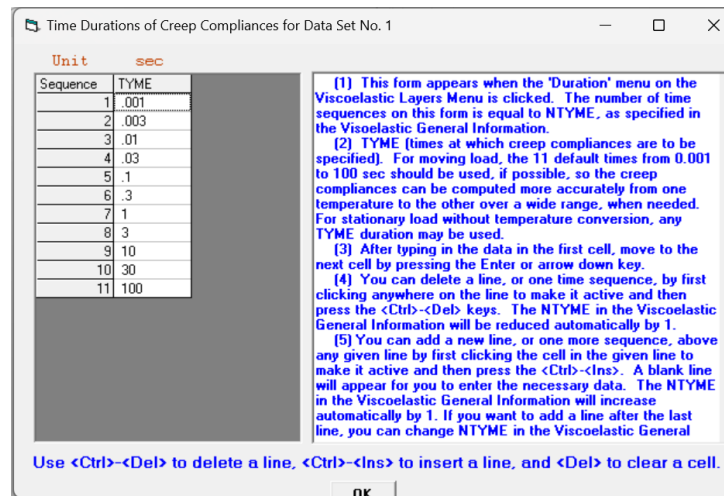 Time Durations of Creep Compliances for Data Set No. 1
Unit sec
Sequence TYME
1 .001
2 .003
3 .01
4 .03
5 .1
6 .3
7 1
8 3
9 10
10 30
11 100
(1) This form appears when the 'Duration' menu on the
Viscoelastic Layers Menu is clicked. The number of time
sequences on this form is equal to NTYME, as specified in
the Visoelastic General Information.
(2) TYME (times at which creep compliances are to be
specified). For moving load, the 11 default times from 0.001
to 100 sec should be used, if possible, so the creep
compliances can be computed more accurately from one
temperature to the other over a wide range, when needed.
For stationary load without temperature conversion, any
TYME duration may be used.
(3) After typing in the data in the first cell, move to the
next cell by pressing the Enter or arrow down key.
(4) You can delete a line, or one time sequence, by first
clicking anywhere on the line to make it active and then
press the <Ctrl>-<Del> keys. The NTYME in the Viscoelastic
General Information will be reduced automatically by 1.
(5) You can add a new line, or one more sequence, above
any given line by first clicking the cell in the given line to
make it active and then press the <Ctrl>-<Ins>. A blank line
will appear for you to enter the necessary data. The NTYME
in the Viscoelastic General Information will increase
automatically by 1. If you want to add a line after the last
line, you can change NTYME in the Viscoelastic General
Use <Ctrl>-<Del> to delete a line, <Ctrl>-<Ins> to insert a line, and <Del> to clear a cell.
OK